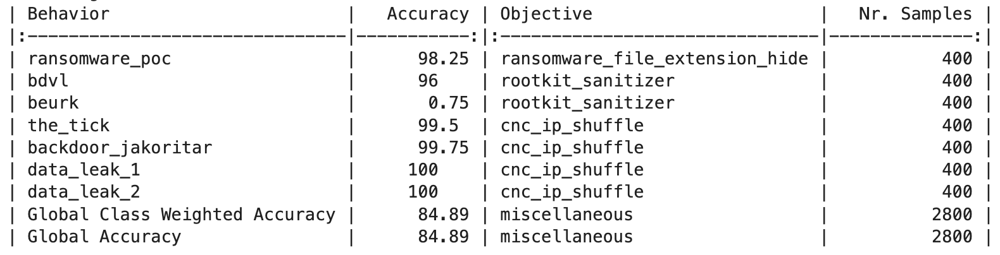 | Behavior                      |   Accuracy | Objective                     |   Nr. Samples |
|:------------------------------|-----------:|:------------------------------|--------------:|
| ransomware_poc                |      98.25 | ransomware_file_extension_hide |           400 |
| bdvl                          |      96    | rootkit_sanitizer             |           400 |
| beurk                         |       0.75 | rootkit_sanitizer             |           400 |
| the_tick                      |      99.5  | cnc_ip_shuffle                |           400 |
| backdoor_jakoritar            |      99.75 | cnc_ip_shuffle                |           400 |
| data_leak_1                   |     100    | cnc_ip_shuffle                |           400 |
| data_leak_2                   |     100    | cnc_ip_shuffle                |           400 |
| Global Class Weighted Accuracy |      84.89 | miscellaneous                 |          2800 |
| Global Accuracy               |      84.89 | miscellaneous                 |          2800 |